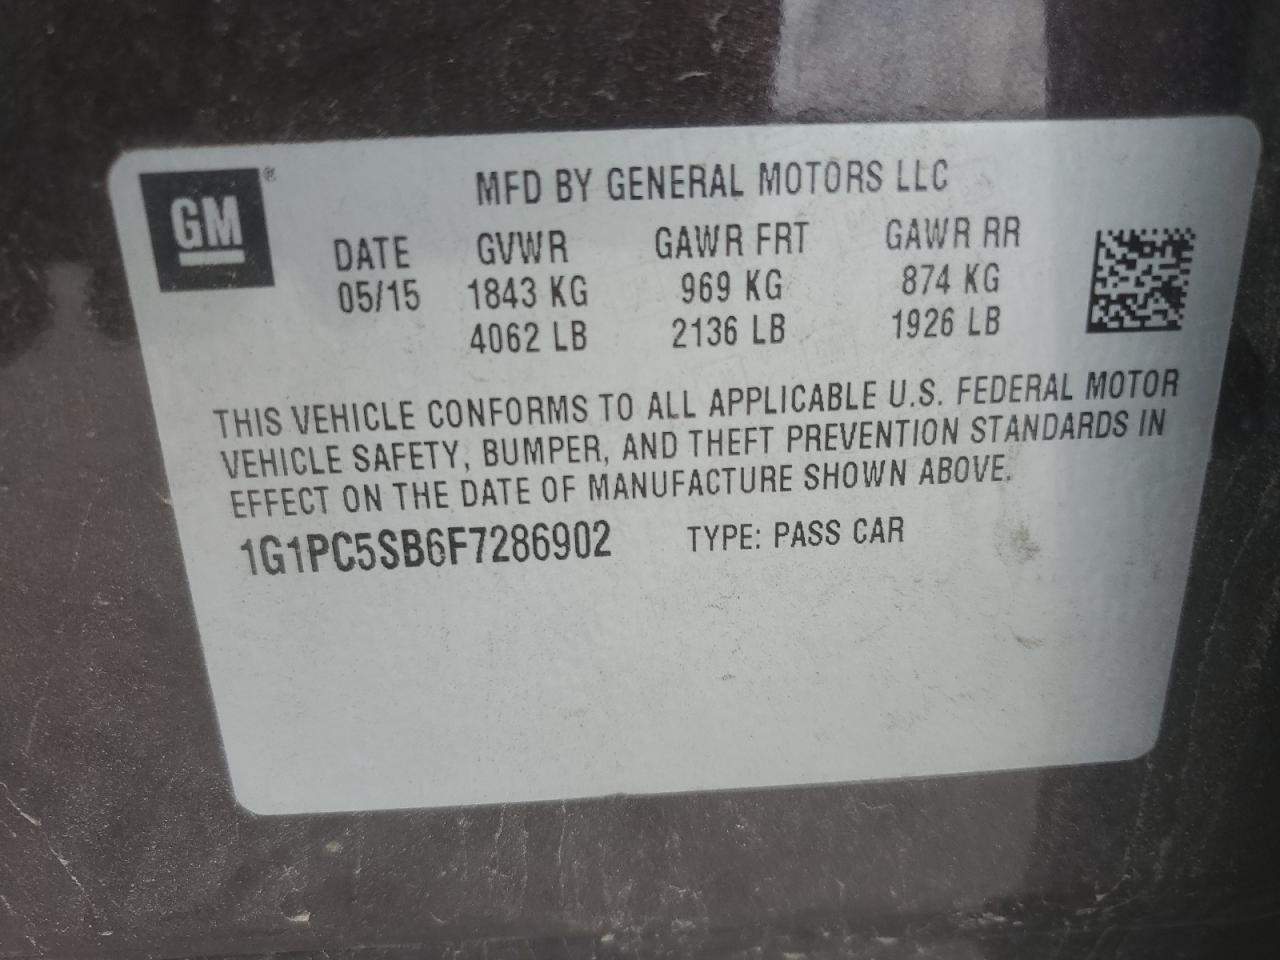 GM ®
MFD BY GENERAL MOTORS LLC
DATE GVWR GAWR FRT GAWR RR
05/15 1843 KG 969 KG 874 KG
4062 LB 2136 LB 1926 LB
THIS VEHICLE CONFORMS TO ALL APPLICABLE U.S. FEDERAL MOTOR
VEHICLE SAFETY, BUMPER, AND THEFT PREVENTION STANDARDS IN
EFFECT ON THE DATE OF MANUFACTURE SHOWN ABOVE.
1G1PC5SB6F7286902 TYPE: PASS CAR